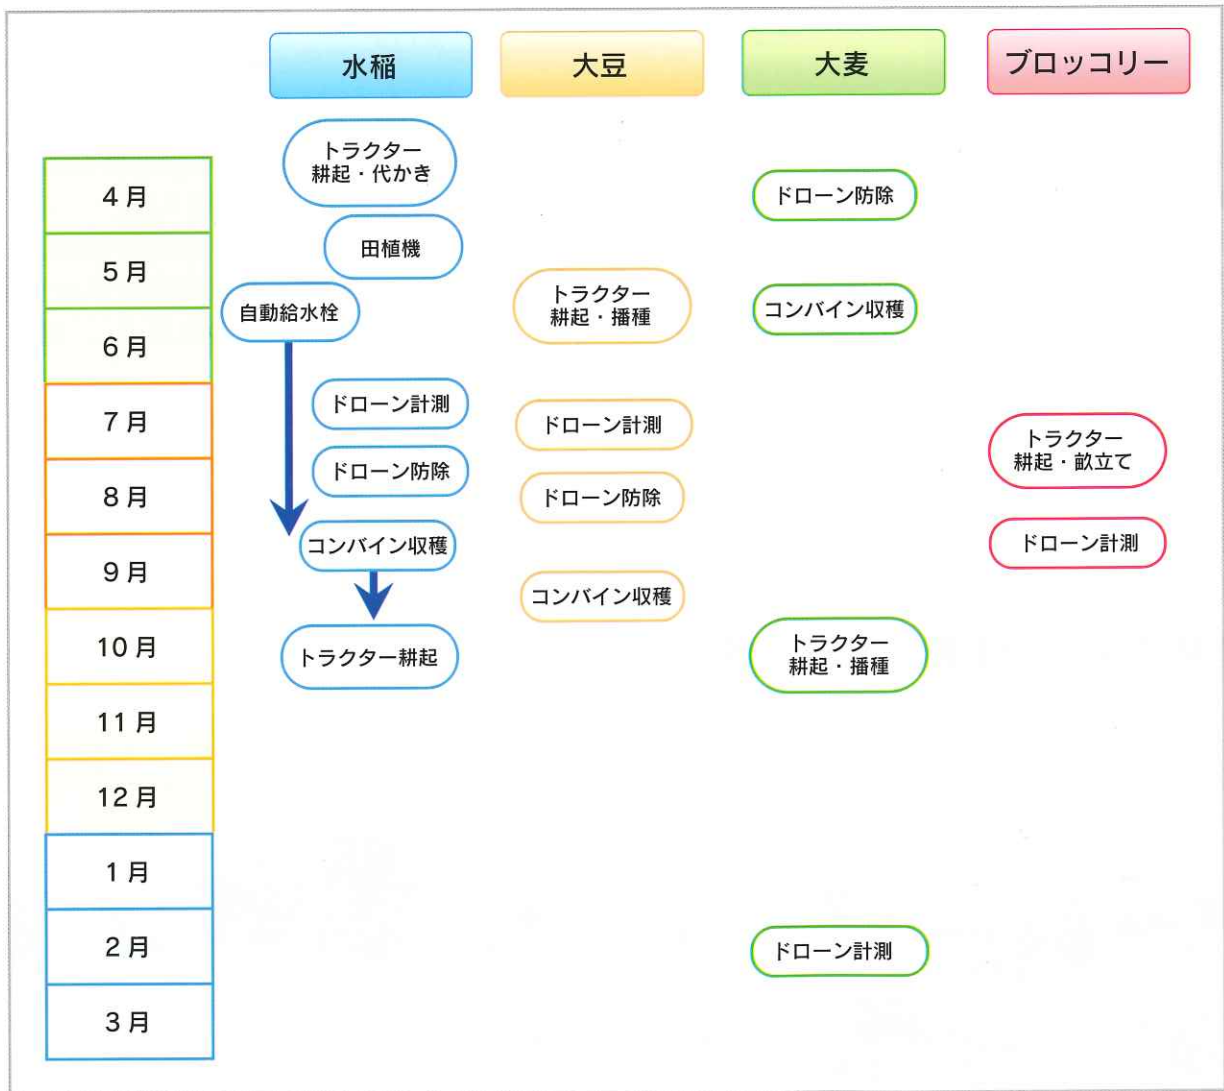 水稲
大豆
大麦
ブロッコリー
トラクター
耕起・代かき
4月
ドローン防除
田植機
5月
自動給水栓
トラクター
耕起・播種
コンバイン収穫
6月
ドローン計測
7月
ドローン計測
トラクター
耕起・畝立て
ドローン防除
8月
ドローン防除
コンバイン収穫
ドローン計測
9月
コンバイン収穫
10月
トラクター耕起
トラクター
耕起・播種
11月
12月
1月
2月
ドローン計測
3月